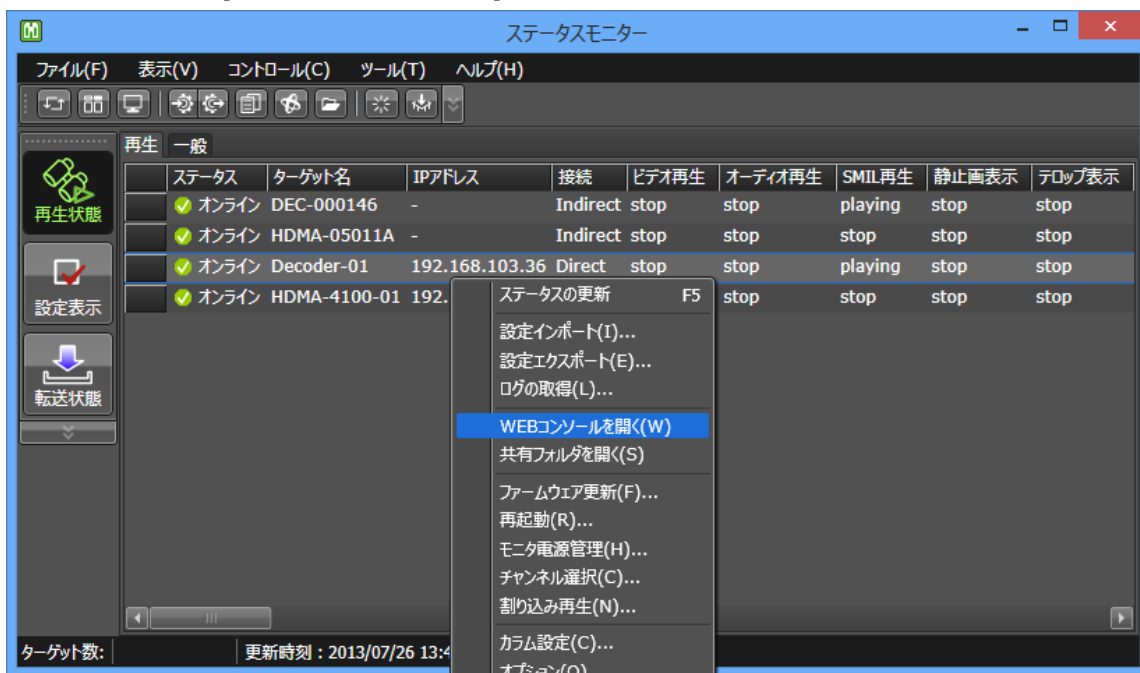 ステータスモニター
ファイル(F) 表示(V) コントロール(C) ツール(T) ヘルプ(H)
再生 一般
ステータス ターゲット名 IPアドレス 接続 ビデオ再生 オーディオ再生 SMIL再生 静止画表示 テロップ表示
オンライン DEC-000146 - Indirect stop stop playing stop stop
オンライン HDMA-05011A - Indirect stop stop stop stop stop
オンライン Decoder-01 192.168.103.36 Direct stop stop playing stop stop
オンライン HDMA-4100-01 192. stop stop stop stop
再生状態
設定表示
転送状態
ステータスの更新 F5
設定インポート(I)...
設定エクスポート(E)...
ログの取得(L)...
WEBコンソールを開く(W)
共有フォルダを開く(S)
ファームウェア更新(F)...
再起動(R)...
モニタ電源管理(H)...
チャンネル選択(C)...
割り込み再生(N)...
カラム設定(C)...
オプション(O)
ターゲット数: 更新時刻：2013/07/26 13:4